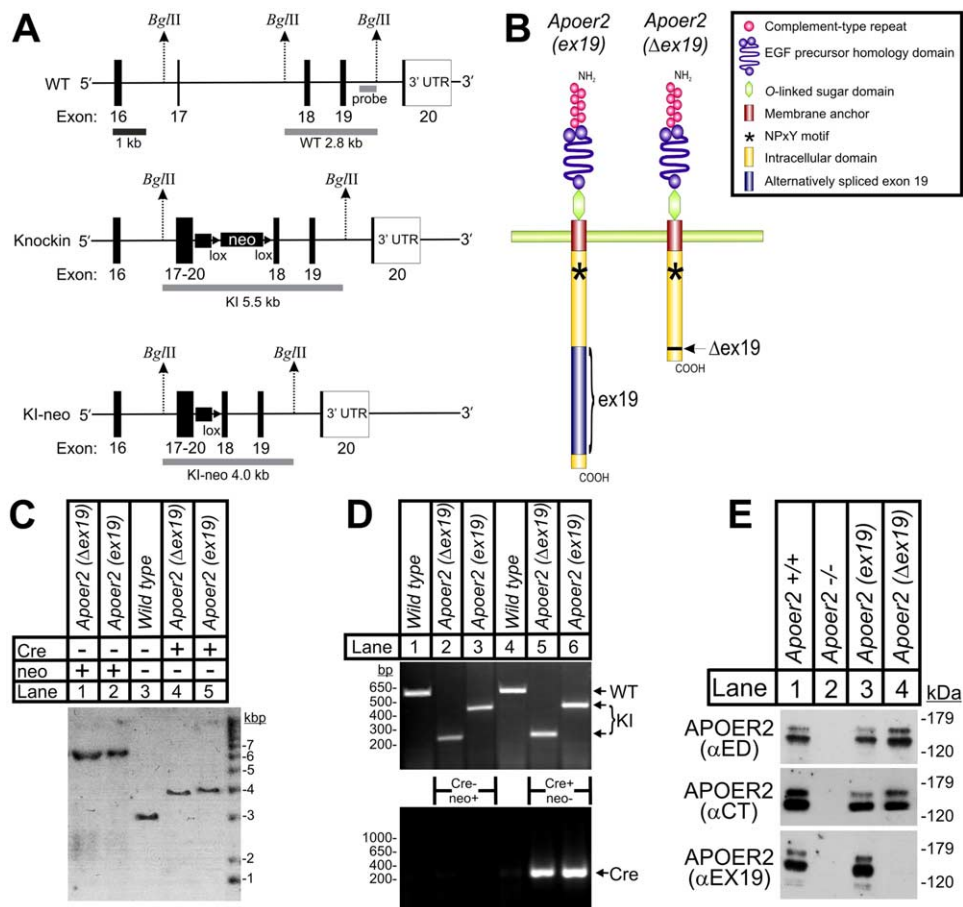 A
BglII BglII BglII
WT 5′ 3′ UTR 3′
probe
Exon: 16 17 18 19 20
1 kb WT 2.8 kb
BglII BglII
Knockin 5′ neo 3′ UTR 3′
lox lox
Exon: 16 17-20 18 19 20
KI 5.5 kb
BglII BglII
KI-neo 5′ 3′ UTR 3′
lox
Exon: 16 17-20 18 19 20
KI-neo 4.0 kb
B
Apoer2 (ex19)
Apoer2 (Δex19)
NH2 NH2
*
*
Δex19
COOH
ex19
COOH
Complement-type repeat
EGF precursor homology domain
O-linked sugar domain
Membrane anchor
* NPxY motif
Intracellular domain
Alternatively spliced exon 19
C
Apoer2 (Δex19)
Apoer2 (ex19)
Wild type
Apoer2 (Δex19)
Apoer2 (ex19)
Cre - - - + +
neo + + - - -
Lane 1 2 3 4 5
kbp
-7
-6
-5
-4
-3
-2
-1
D
Wild type
Apoer2 (Δex19)
Apoer2 (ex19)
Wild type
Apoer2 (Δex19)
Apoer2 (ex19)
Lane 1 2 3 4 5 6
bp
650-
500-
400-
300-
200-
WT
KI
Cre- neo+
Cre+ neo-
1000-
650-
400-
200-
Cre
E
Apoer2 +/+
Apoer2 -/-
Apoer2 (ex19)
Apoer2 (Δex19)
Lane 1 2 3 4
kDa
APOER2 (αED)
-179
-120
APOER2 (αCT)
-179
-120
APOER2 (αEX19)
-179
-120